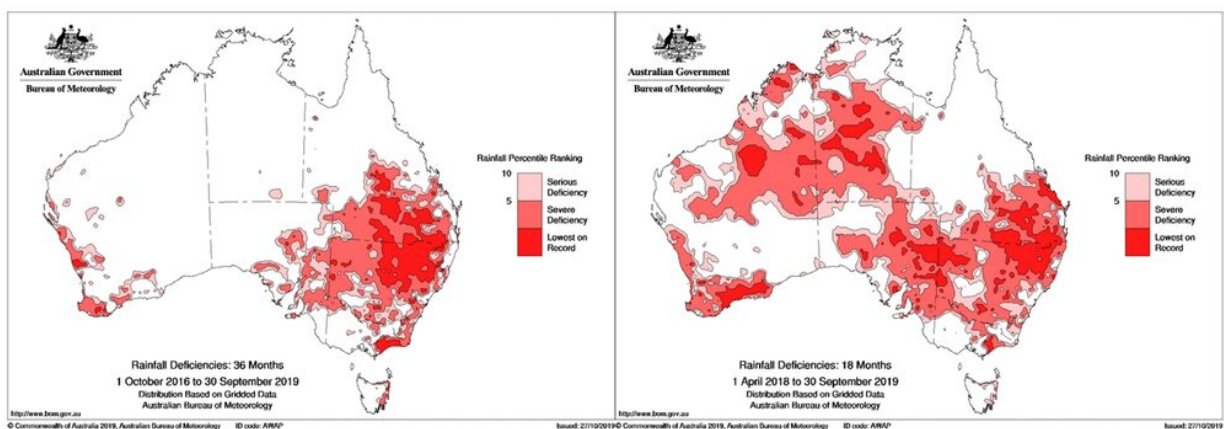 Australian Government
Bureau of Meteorology
Rainfall Percentile Ranking
10
Serious
Deficiency
5
Severe
Deficiency
Lowest on
Record
Rainfall Deficiencies: 36 Months
1 October 2016 to 30 September 2019
Distribution Based on Gridded Data
Australian Bureau of Meteorology
http://www.bom.gov.au
© Commonwealth of Australia 2019, Australian Bureau of Meteorology
ID code: AWAP
Issued: 27/10/2019
Australian Government
Bureau of Meteorology
Rainfall Percentile Ranking
10
Serious
Deficiency
5
Severe
Deficiency
Lowest on
Record
Rainfall Deficiencies: 18 Months
1 April 2018 to 30 September 2019
Distribution Based on Gridded Data
Australian Bureau of Meteorology
http://www.bom.gov.au
© Commonwealth of Australia 2019, Australian Bureau of Meteorology
ID code: AWAP
Issued: 27/10/2019